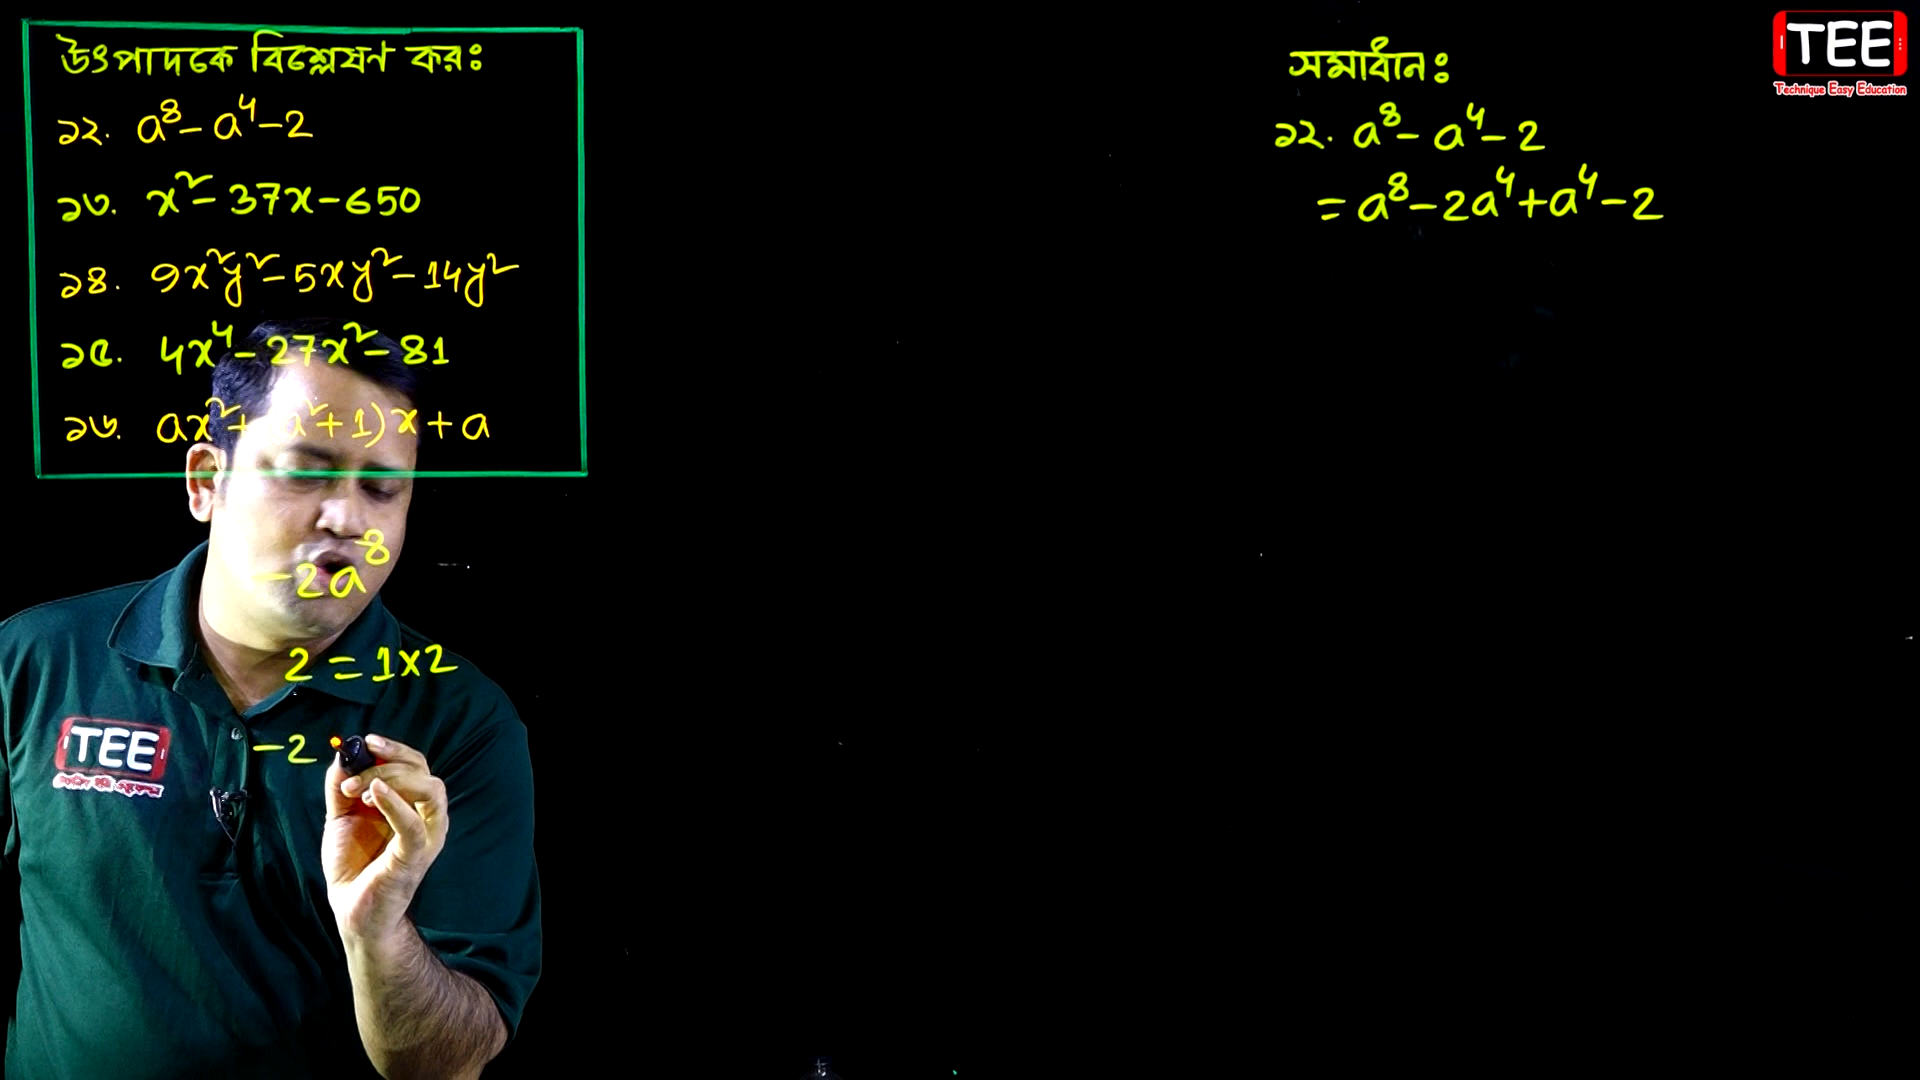 উৎপাদকে বিশ্লেষণ করঃ
১২. a⁸-a⁴-2
১৩. x²-37x-650
১৪. 9x²y²-5xy²-14y²
১৫. 4x⁴-27x²-81
১৬. ax²+(a²+1)x+a
-2a⁸
2=1×2
-2
TEE
সমাধানঃ
১২. a⁸-a⁴-2
=a⁸-2a⁴+a⁴-2
TEE
Technique Easy Education